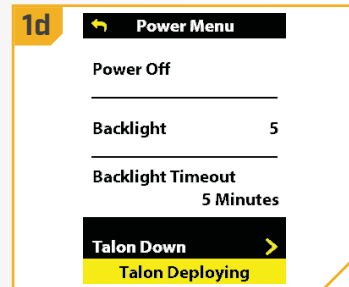 1d
Power Menu
Power Off
Backlight 5
Backlight Timeout
5 Minutes
Talon Down
Talon Deploying